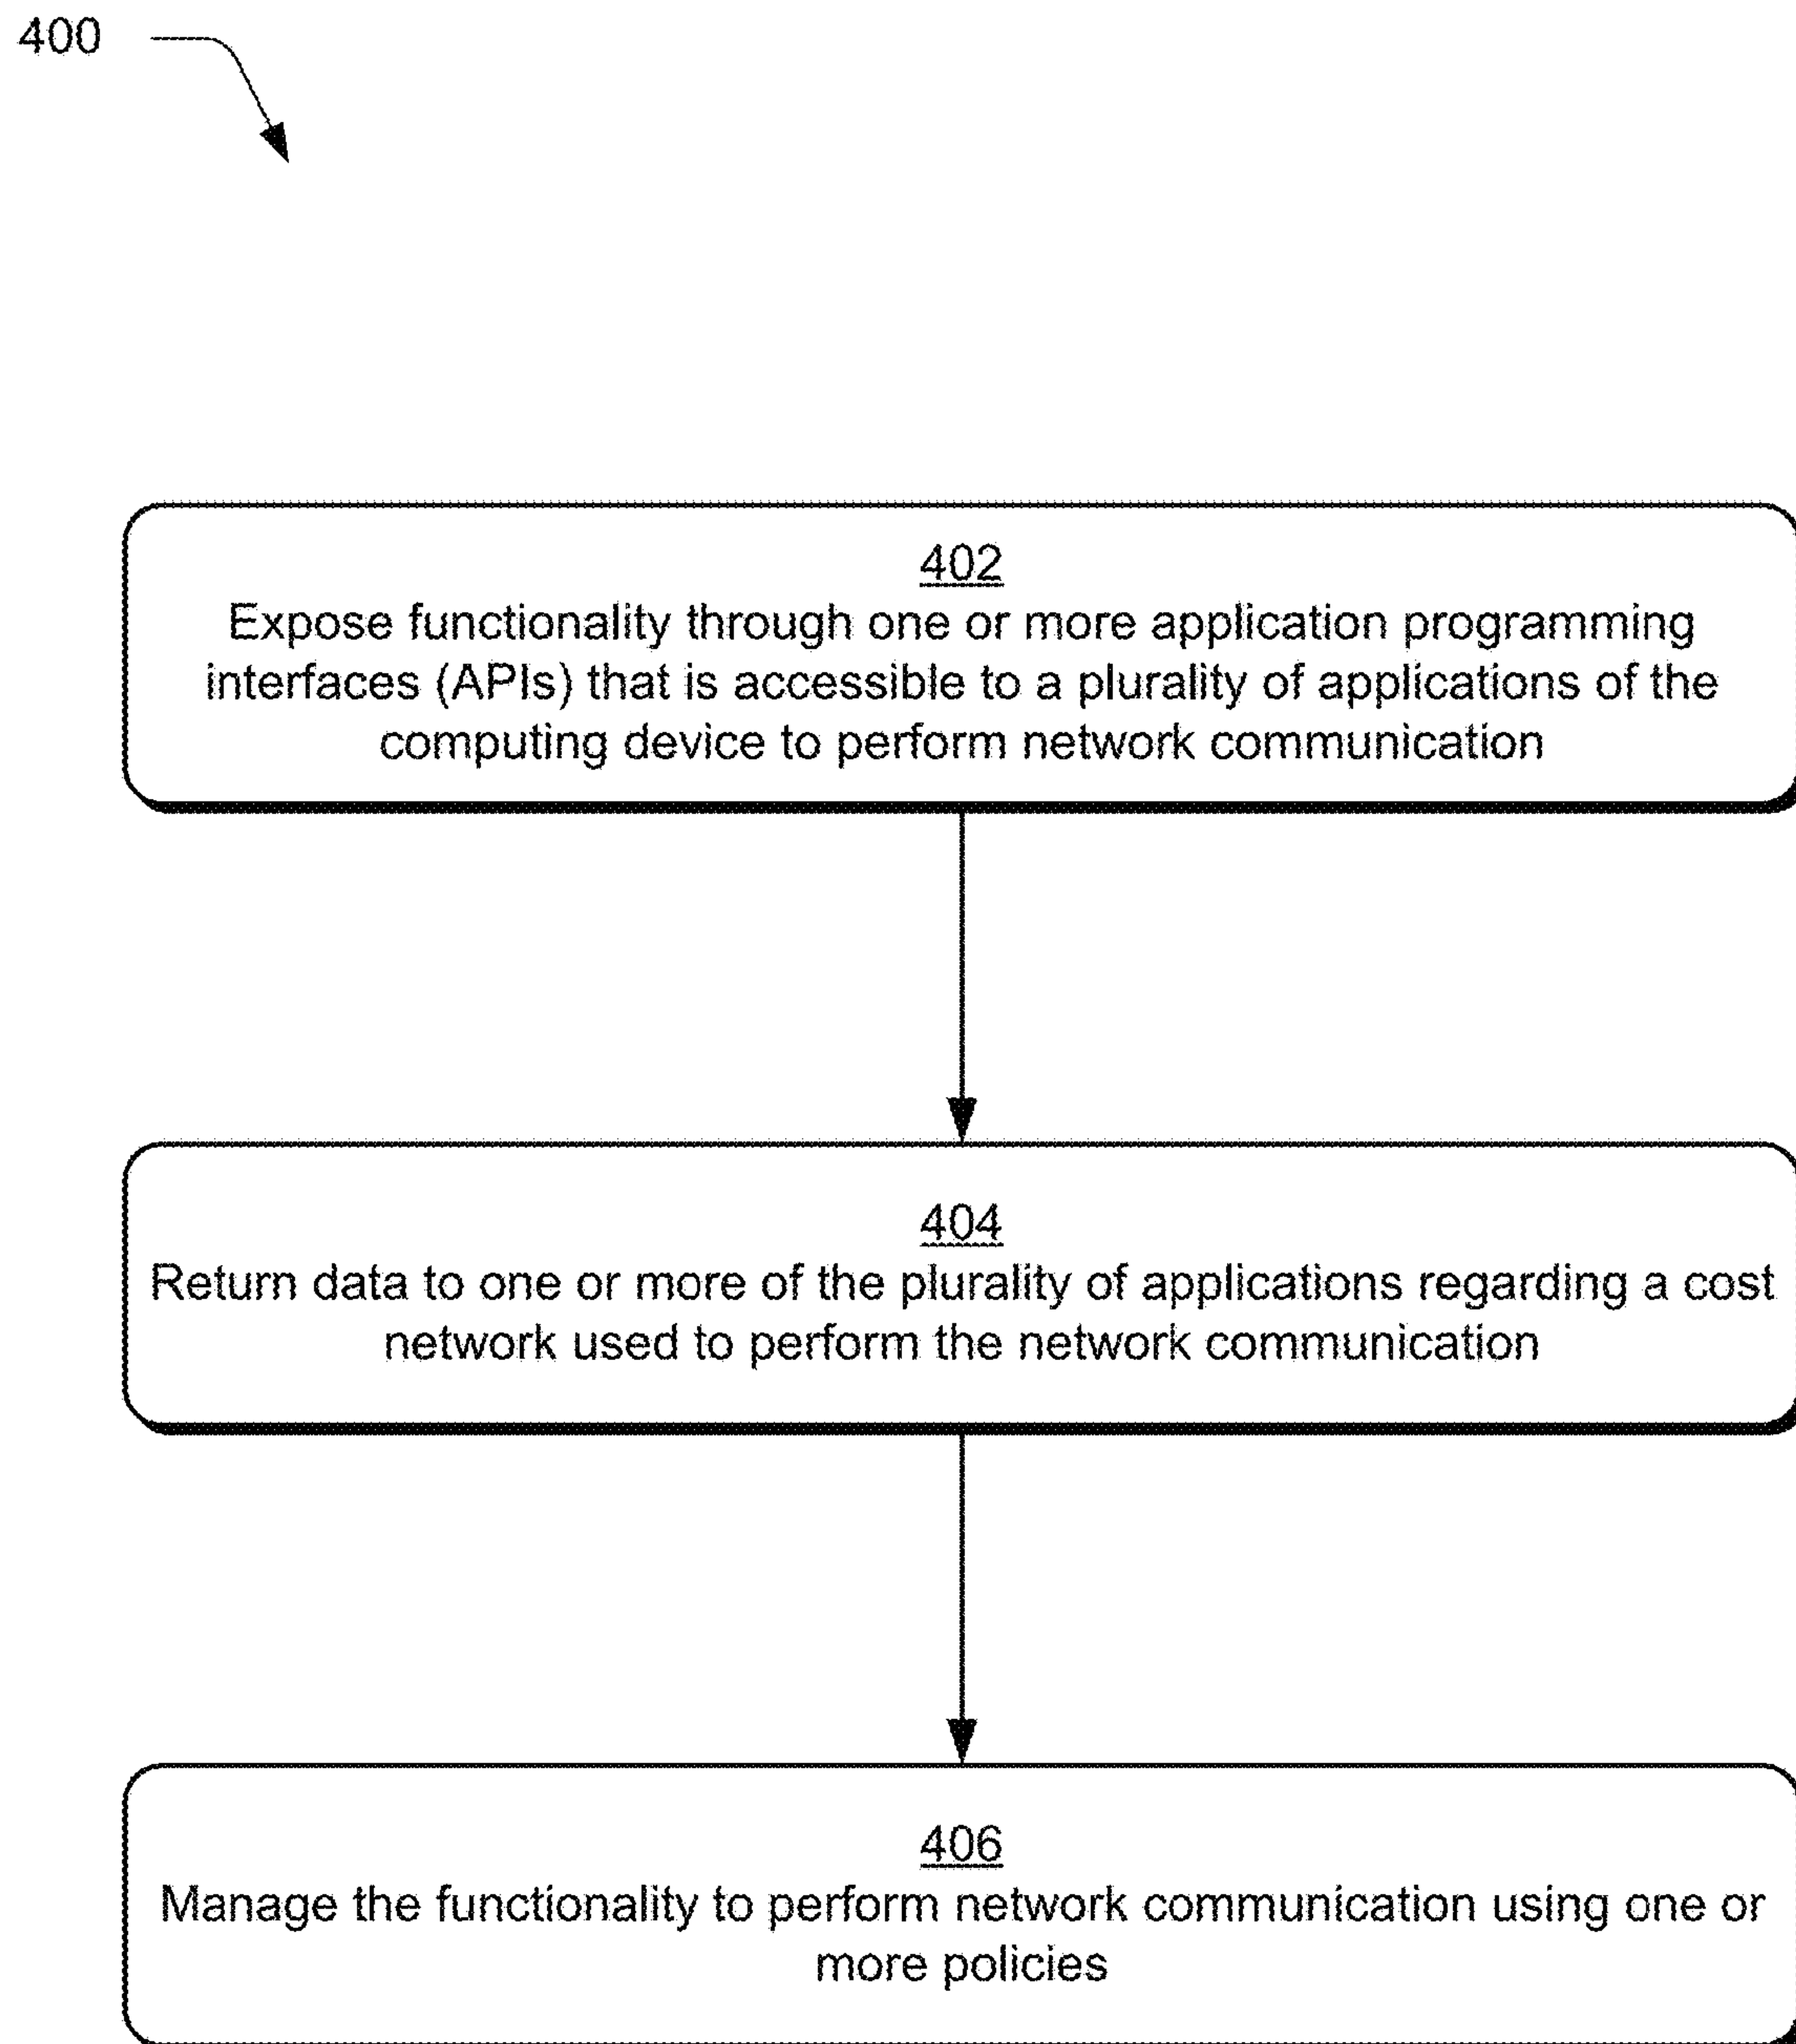 400
402
Expose functionality through one or more application programming
interfaces (APIs) that is accessible to a plurality of applications of the
computing device to perform network communication
404
Return data to one or more of the plurality of applications regarding a cost
network used to perform the network communication
406
Manage the functionality to perform network communication using one or
more policies